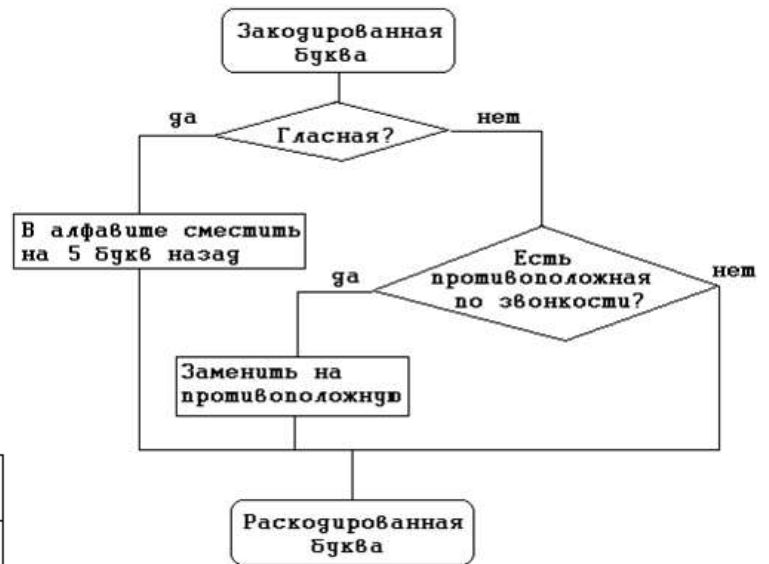 Закодированная
буква
да
Гласная?
нет
В алфавите сместить
на 5 букв назад
Есть
противоположная
по звонкости?
да
нет
Заменить на
противоположную
Раскодированная
буква